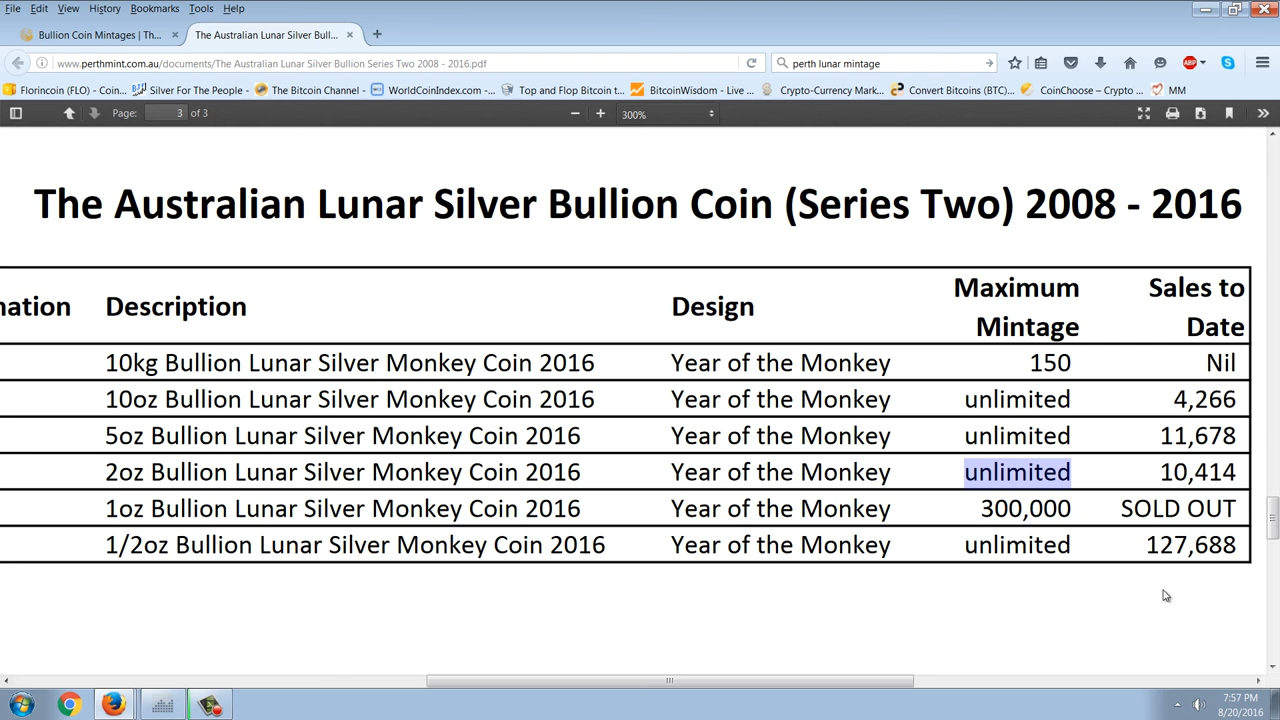 File Edit View History Bookmarks Tools Help
Bullion Coin Mintages | Th... × The Australian Lunar Silver Bull... × +
www.perthmint.com.au/documents/The Australian Lunar Silver Bullion Series Two 2008 - 2016.pdf perth lunar mintage ABP
Florincoin (FLO) - Coin... Silver For The People - The Bitcoin Channel - WorldCoinIndex.com -... Top and Flop Bitcoin t... BitcoinWisdom - Live ... Crypto-Currency Mark... Convert Bitcoins (BTC)... CoinChoose – Crypto ... MM
Page: 3 of 3 300%
The Australian Lunar Silver Bullion Coin (Series Two) 2008 - 2016
nation Description Design Maximum Mintage Sales to Date
10kg Bullion Lunar Silver Monkey Coin 2016 Year of the Monkey 150 Nil
10oz Bullion Lunar Silver Monkey Coin 2016 Year of the Monkey unlimited 4,266
5oz Bullion Lunar Silver Monkey Coin 2016 Year of the Monkey unlimited 11,678
2oz Bullion Lunar Silver Monkey Coin 2016 Year of the Monkey unlimited 10,414
1oz Bullion Lunar Silver Monkey Coin 2016 Year of the Monkey 300,000 SOLD OUT
1/2oz Bullion Lunar Silver Monkey Coin 2016 Year of the Monkey unlimited 127,688
7:57 PM
8/20/2016